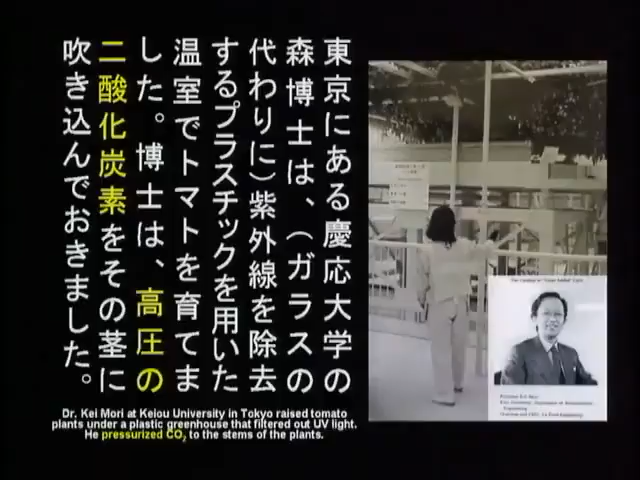 東京にある慶応大学の
森博士は、（ガラスの
代わりに）紫外線を除去
するプラスチックを用いた
温室でトマトを育てま
した。博士は、高圧の
二酸化炭素をその茎に
吹き込んでおきました。
Dr. Kei Mori at Keiou University in Tokyo raised tomato
plants under a plastic greenhouse that filtered out UV light.
He pressurized CO2 to the stems of the plants.